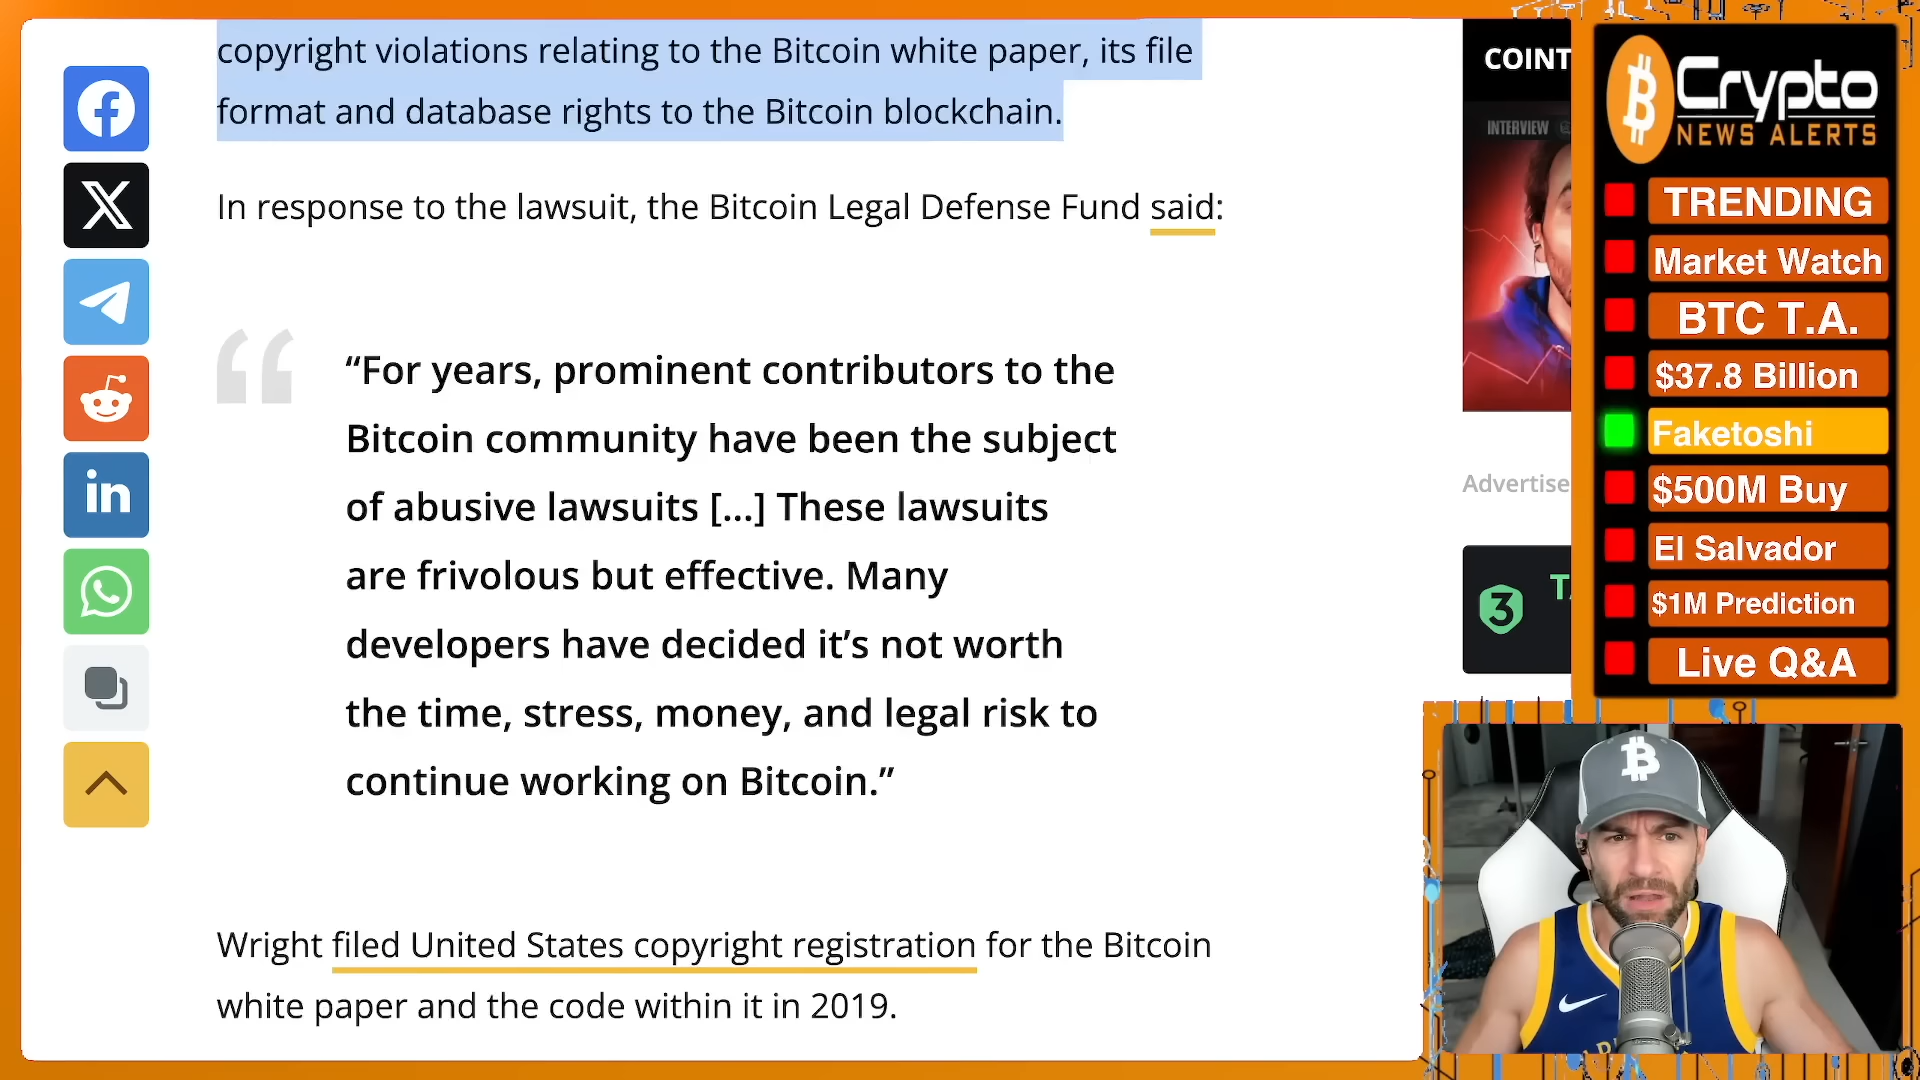 copyright violations relating to the Bitcoin white paper, its file
format and database rights to the Bitcoin blockchain.
In response to the lawsuit, the Bitcoin Legal Defense Fund said:
“For years, prominent contributors to the
Bitcoin community have been the subject
of abusive lawsuits [...] These lawsuits
are frivolous but effective. Many
developers have decided it’s not worth
the time, stress, money, and legal risk to
continue working on Bitcoin.”
Wright filed United States copyright registration for the Bitcoin
white paper and the code within it in 2019.
COINT
INTERVIEW
Advertise
3
Crypto
NEWS ALERTS
TRENDING
Market Watch
BTC T.A.
$37.8 Billion
Faketoshi
$500M Buy
El Salvador
$1M Prediction
Live Q&A